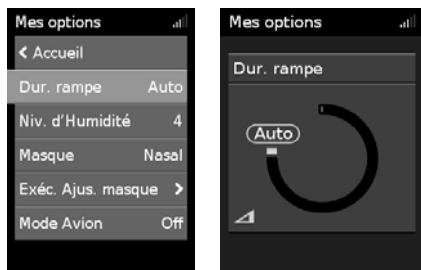 Mes options
< Accueil
Dur. rampe Auto
Niv. d'Humidité 4
Masque Nasal
Exéc. Ajus. masque >
Mode Avion Off
Mes options
Dur. rampe
Auto